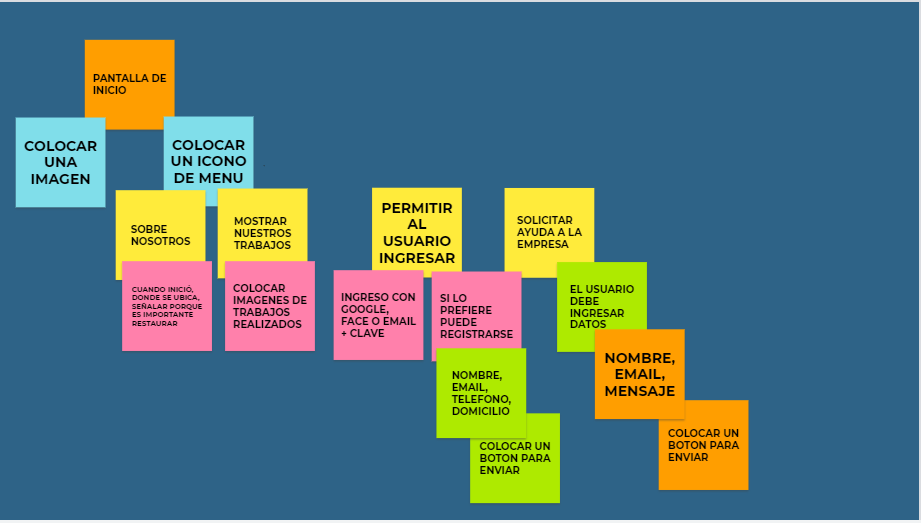 PANTALLA DE
INICIO
COLOCAR
UNA
IMAGEN
COLOCAR
UN ICONO
DE MENU
SOBRE
NOSOTROS
MOSTRAR
NUESTROS
TRABAJOS
PERMITIR
AL
USUARIO
INGRESAR
SOLICITAR
AYUDA A LA
EMPRESA
CUANDO INICIÓ,
DONDE SE UBICA,
SEÑALAR PORQUE
ES IMPORTANTE
RESTAURAR
COLOCAR
IMAGENES DE
TRABAJOS
REALIZADOS
INGRESO CON
GOOGLE,
FACE O EMAIL
+ CLAVE
SI LO
PREFIERE
PUEDE
REGISTRARSE
EL USUARIO
DEBE
INGRESAR
DATOS
NOMBRE,
EMAIL,
TELEFONO,
DOMICILIO
NOMBRE,
EMAIL,
MENSAJE
COLOCAR UN
BOTON PARA
ENVIAR
COLOCAR UN
BOTON PARA
ENVIAR